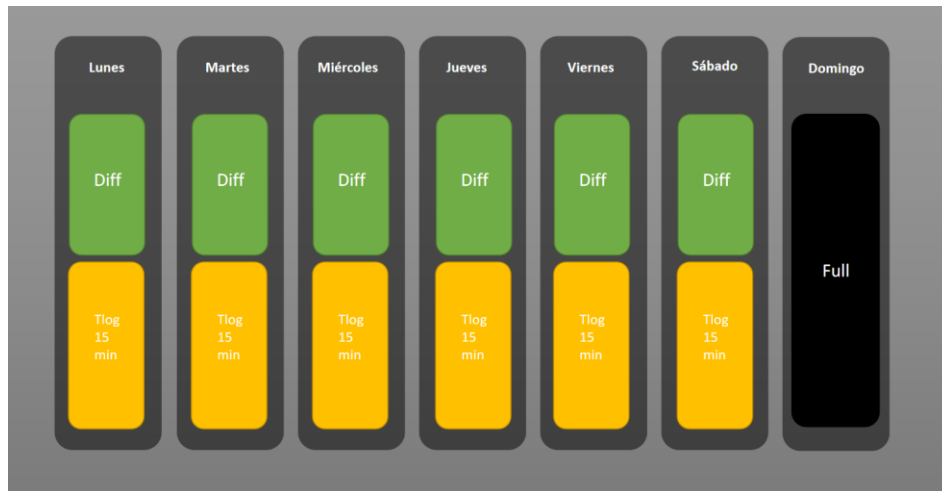 Lunes
Martes
Miércoles
Jueves
Viernes
Sábado
Domingo
Diff
Diff
Diff
Diff
Diff
Diff
Full
Tlog
15
min
Tlog
15
min
Tlog
15
min
Tlog
15
min
Tlog
15
min
Tlog
15
min